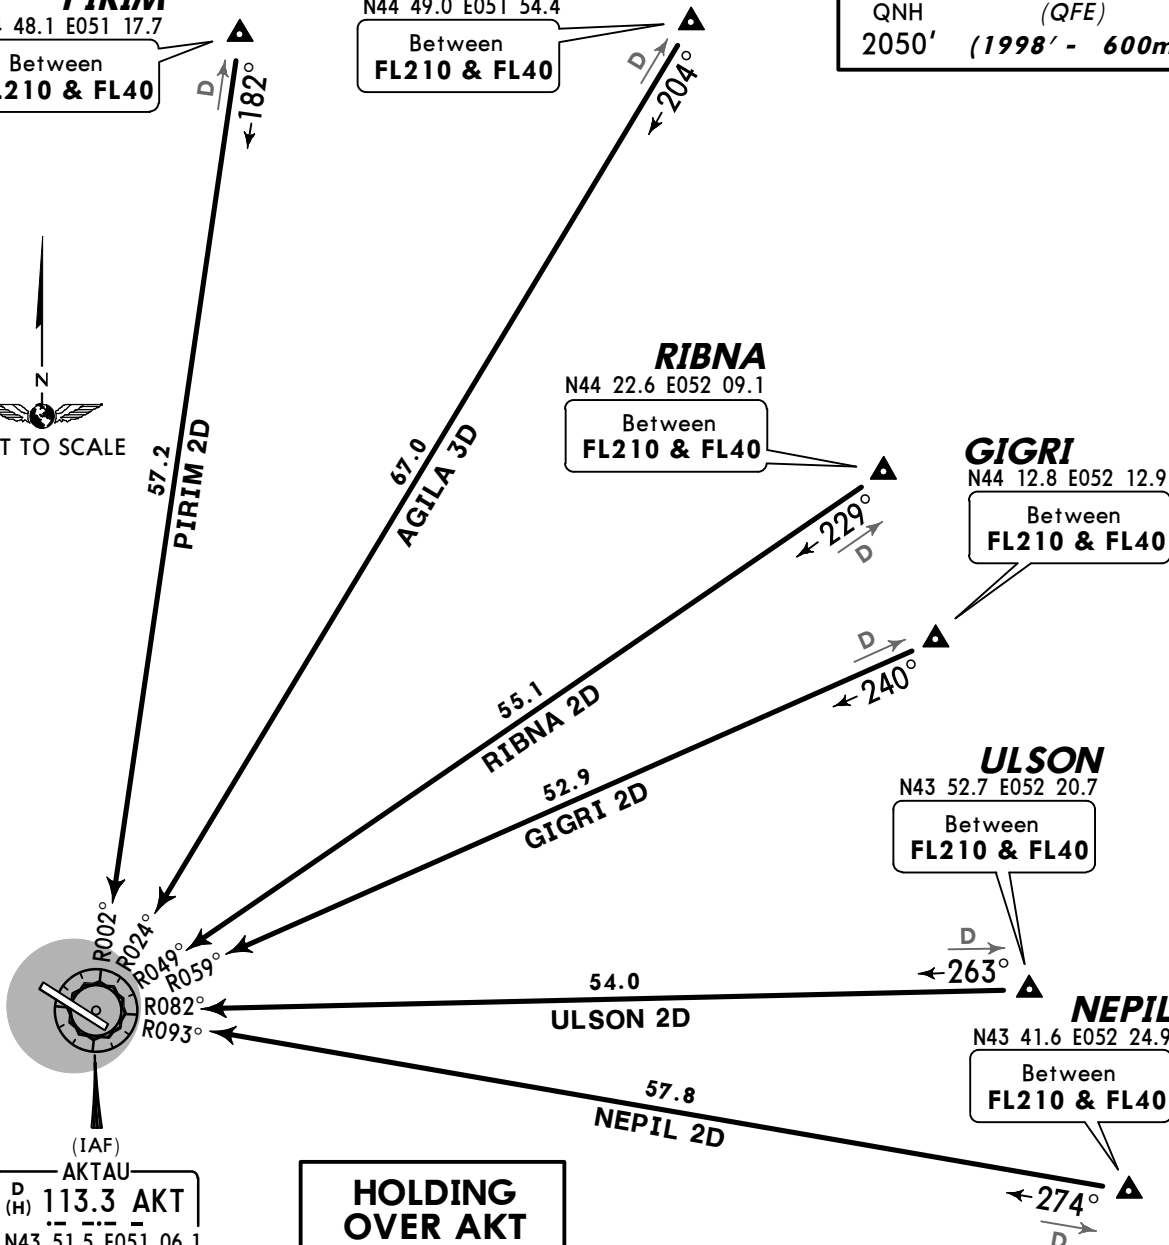 PIRIM
48.1 E051 17.7
Between
FL210 & FL40
D
182°
N44 49.0 E051 54.4
Between
FL210 & FL40
D
204°
QNH (QFE)
2050' (1998' - 600m
N
T TO SCALE
57.2
PIRIM 2D
67.0
AGILA 3D
RIBNA
N44 22.6 E052 09.1
Between
FL210 & FL40
229°
D
55.1
RIBNA 2D
GIGRI
N44 12.8 E052 12.9
Between
FL210 & FL40
D
240°
52.9
GIGRI 2D
ULSON
N43 52.7 E052 20.7
Between
FL210 & FL40
D
263°
54.0
ULSON 2D
NEPIL
N43 41.6 E052 24.9
Between
FL210 & FL40
274°
D
57.8
NEPIL 2D
R002°
R024°
R049°
R059°
R082°
R093°
(IAF)
AKTAU
D
(H) 113.3 AKT
N43 51.5 E051 06.1
HOLDING
OVER AKT